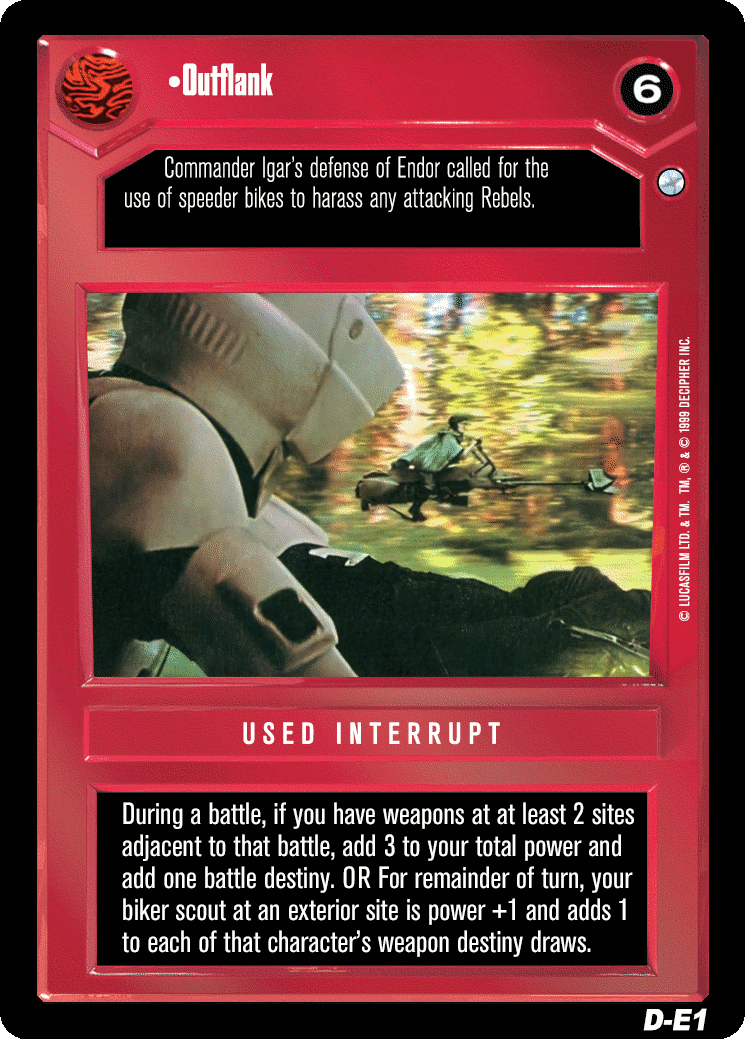 •Outflank
6
Commander Igar's defense of Endor called for the
use of speeder bikes to harass any attacking Rebels.
© LUCASFILM LTD. & TM. TM, ® & © 1999 DECIPHER INC.
USED INTERRUPT
During a battle, if you have weapons at at least 2 sites
adjacent to that battle, add 3 to your total power and
add one battle destiny. OR For remainder of turn, your
biker scout at an exterior site is power +1 and adds 1
to each of that character's weapon destiny draws.
D-E1